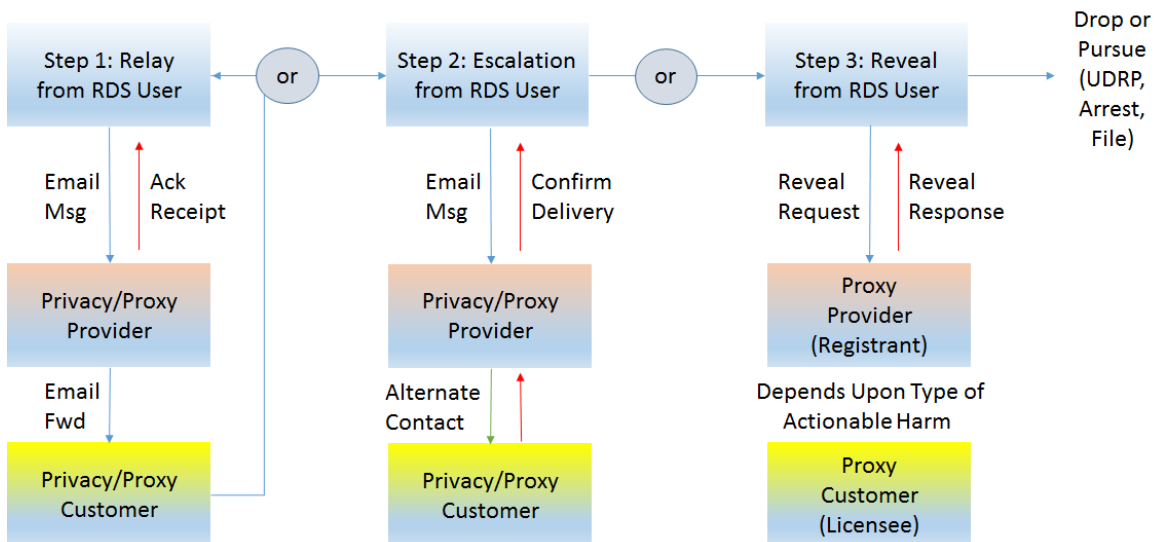 Step 1: Relay
from RDS User
or
Step 2: Escalation
from RDS User
or
Step 3: Reveal
from RDS User
Drop or
Pursue
(UDRP,
Arrest,
File)
Email
Msg
Ack
Receipt
Email
Msg
Confirm
Delivery
Reveal
Request
Reveal
Response
Privacy/Proxy
Provider
Privacy/Proxy
Provider
Proxy
Provider
(Registrant)
Email
Fwd
Alternate
Contact
Depends Upon Type of
Actionable Harm
Privacy/Proxy
Customer
Privacy/Proxy
Customer
Proxy
Customer
(Licensee)